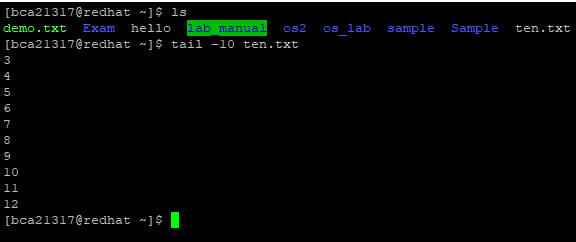 [bca21317@redhat ~]$ ls
demo.txt Exam hello lab_manual os2 os_lab sample Sample ten.txt
[bca21317@redhat ~]$ tail -10 ten.txt
3
4
5
6
7
8
9
10
11
12
[bca21317@redhat ~]$